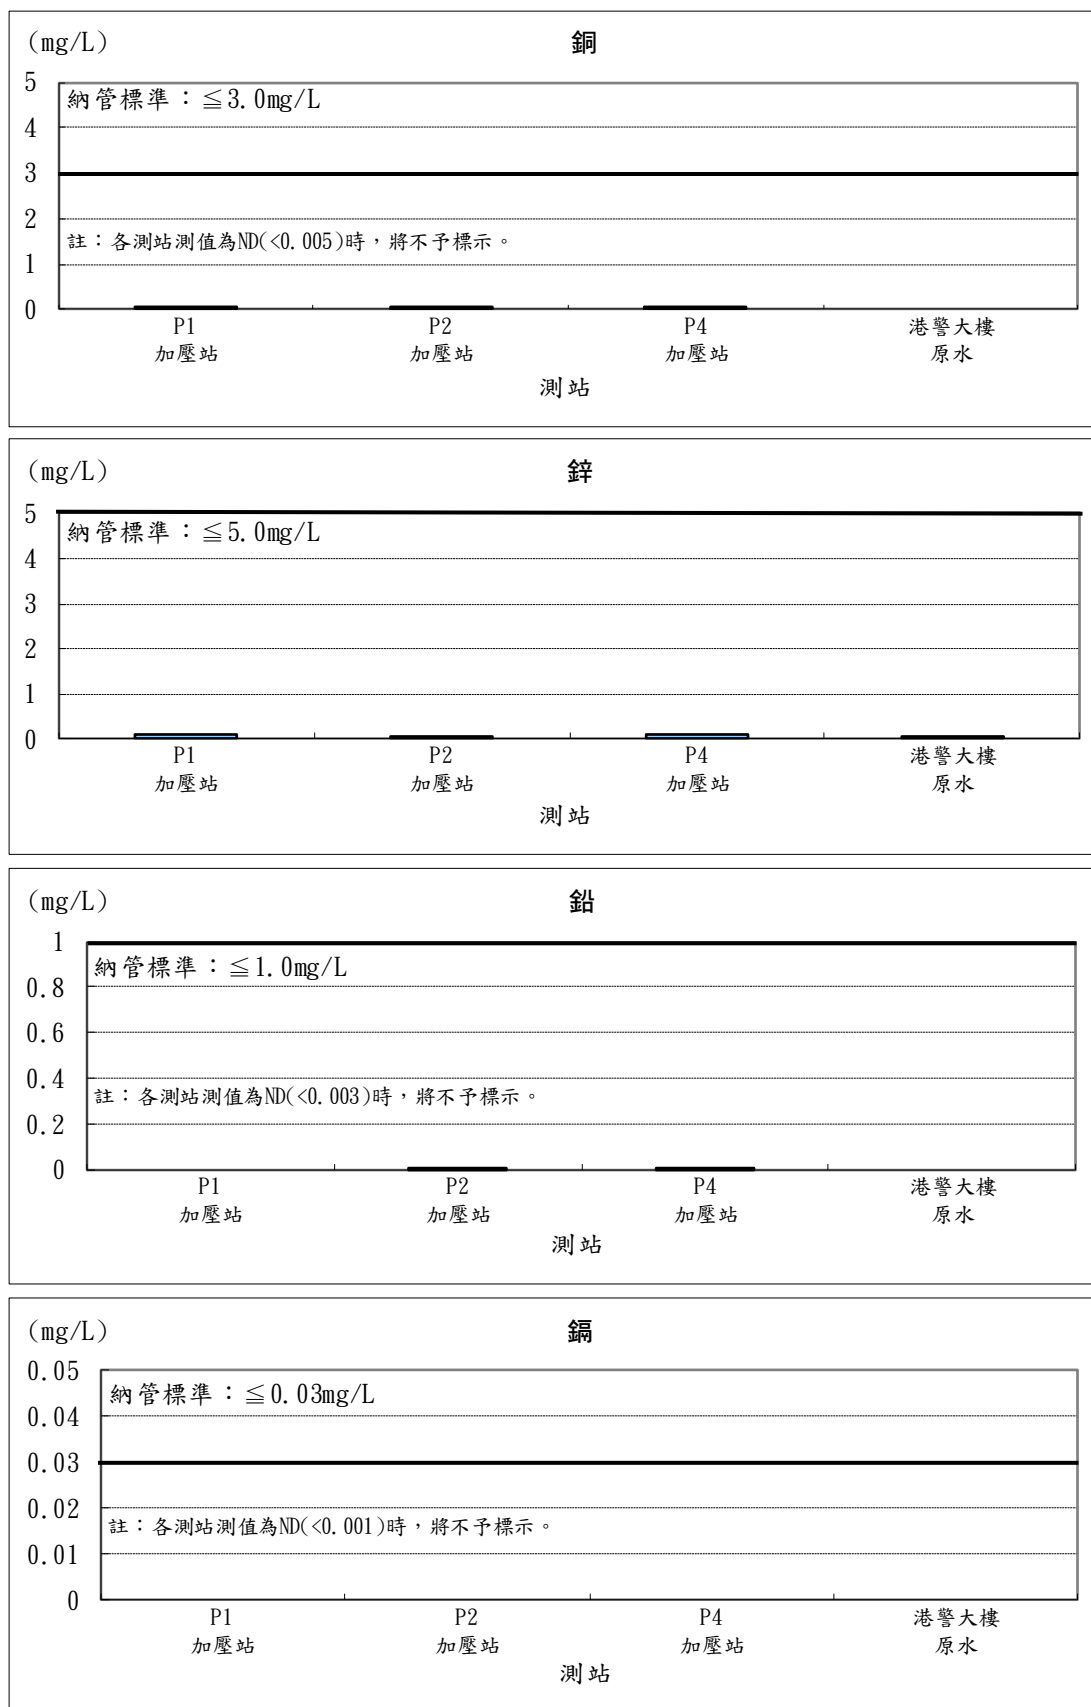 (mg/L)
銅
5
納管標準：≦3.0mg/L
4
3
2
註：各測站測值為ND(<0.005)時，將不予標示。
1
0
P1 P2 P4 港警大樓
加壓站 加壓站 加壓站 原水
測站
(mg/L)
鋅
5
納管標準：≦5.0mg/L
4
3
2
1
0
P1 P2 P4 港警大樓
加壓站 加壓站 加壓站 原水
測站
(mg/L)
鉛
1
納管標準：≦1.0mg/L
0.8
0.6
0.4
註：各測站測值為ND(<0.003)時，將不予標示。
0.2
0
P1 P2 P4 港警大樓
加壓站 加壓站 加壓站 原水
測站
(mg/L)
鎘
0.05
納管標準：≦0.03mg/L
0.04
0.03
0.02
註：各測站測值為ND(<0.001)時，將不予標示。
0.01
0
P1 P2 P4 港警大樓
加壓站 加壓站 加壓站 原水
測站